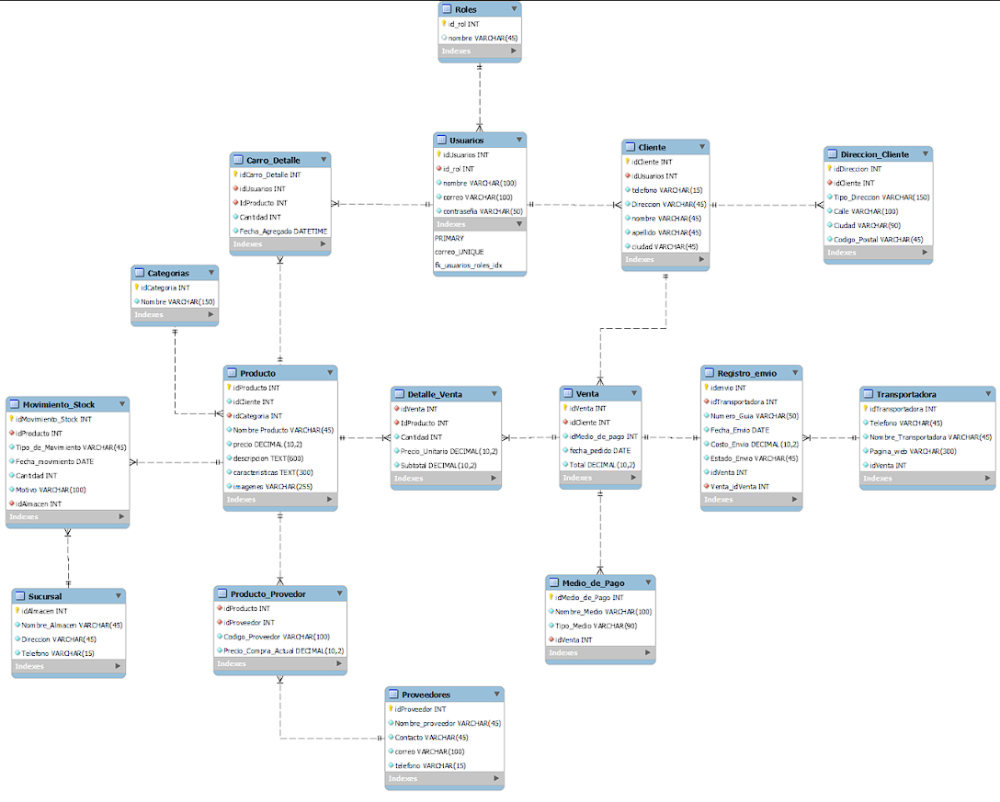 Roles
id_rol INT
nombre VARCHAR(45)
Indexes
Usuarios
idUsuarios INT
id_rol INT
nombre VARCHAR(100)
correo VARCHAR(100)
contraseña VARCHAR(50)
Indexes
PRIMARY
correo_UNIQUE
fk_usuarios_roles_idx
Cliente
idCliente INT
idUsuarios INT
telefono VARCHAR(15)
Direccion VARCHAR(45)
nombre VARCHAR(45)
apellido VARCHAR(45)
ciudad VARCHAR(45)
Indexes
Direccion_Cliente
idDireccion INT
idCliente INT
Tipo_Direccion VARCHAR(150)
Calle VARCHAR(100)
Ciudad VARCHAR(90)
Codigo_Postal VARCHAR(45)
Indexes
Carro_Detalle
idCarro_Detalle INT
idUsuarios INT
IdProducto INT
Cantidad INT
Fecha_Agregado DATETIME
Indexes
Categorias
idCategoria INT
Nombre VARCHAR(150)
Indexes
Producto
idProducto INT
idCliente INT
idCategoria INT
Nombre Producto VARCHAR(45)
precio DECIMAL(10,2)
descripcion TEXT(600)
caracteristicas TEXT(300)
imagenes VARCHAR(255)
Indexes
Movimiento_Stock
idMovimiento_Stock INT
idProducto INT
Tipo_de_Movimiento VARCHAR(45)
Fecha_movimiento DATE
Cantidad INT
Motivo VARCHAR(100)
idAlmacen INT
Indexes
Detalle_Venta
idVenta INT
IdProducto INT
Cantidad INT
Precio_Unitario DECIMAL(10,2)
Subtotal DECIMAL(10,2)
Indexes
Venta
idVenta INT
idCliente INT
idMedio_de_pago INT
fecha_pedido DATE
Total DECIMAL(10,2)
Indexes
Registro_envio
idenvio INT
idTransportadora INT
Numero_Guia VARCHAR(50)
Fecha_Envio DATE
Costo_Envio DECIMAL(10,2)
Estado_Envio VARCHAR(45)
idVenta INT
Venta_idVenta INT
Indexes
Transportadora
idTransportadora INT
Telefono VARCHAR(45)
Nombre_Transportadora VARCHAR(45)
Pagina_web VARCHAR(300)
idVenta INT
Indexes
Sucursal
idAlmacen INT
Nombre_Almacen VARCHAR(45)
Direccion VARCHAR(45)
Telefono VARCHAR(15)
Indexes
Producto_Provedor
idProducto INT
idProveedor INT
Codigo_Proveedor VARCHAR(100)
Precio_Compra_Actual DECIMAL(10,2)
Indexes
Medio_de_Pago
idMedio_de_Pago INT
Nombre_Medio VARCHAR(100)
Tipo_Medio VARCHAR(90)
idVenta INT
Indexes
Proveedores
idProveedor INT
Nombre_proveedor VARCHAR(45)
Contacto VARCHAR(45)
correo VARCHAR(100)
telefono VARCHAR(15)
Indexes